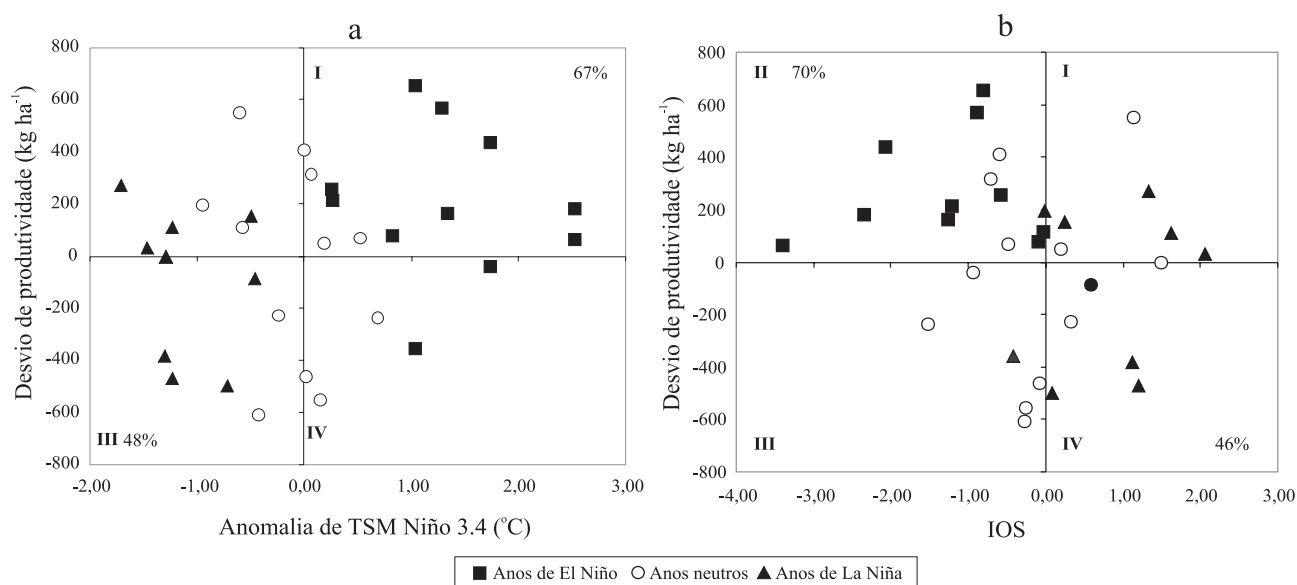 a
b
800
600
400
200
0
-200
-400
-600
-800
Desvio de produtividade (kg ha⁻¹)
I
67%
III 48%
IV
-2,00
-1,00
0,00
1,00
2,00
3,00
Anomalia de TSM Niño 3.4 (°C)
800
600
400
200
0
-200
-400
-600
-800
Desvio de produtividade (kg ha⁻¹)
II 70%
I
III
IV
46%
-4,00
-3,00
-2,00
-1,00
0,00
1,00
2,00
3,00
IOS
Anos de El Niño Anos neutros Anos de La Niña